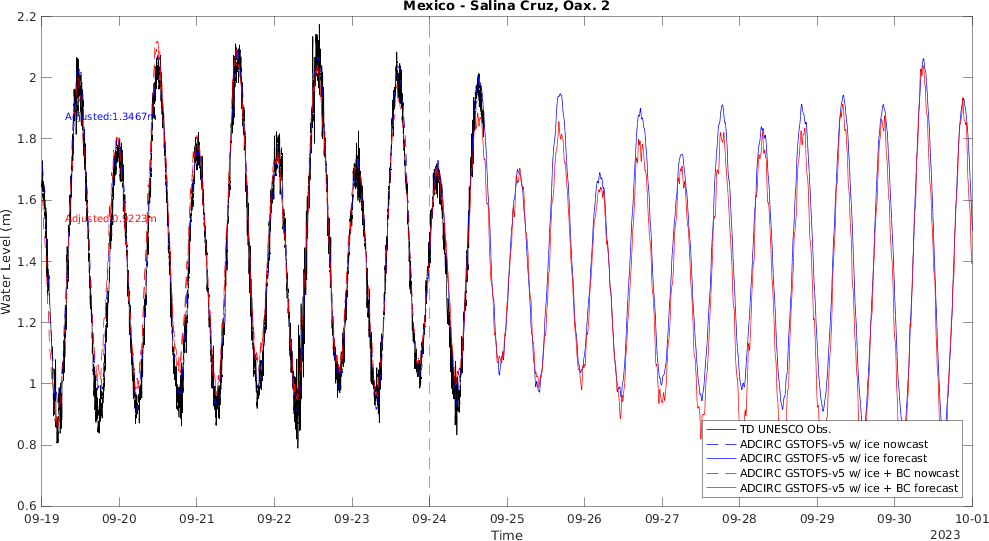 Mexico - Salina Cruz, Oax. 2
Water Level (m)
2.2
2
1.8
1.6
1.4
1.2
1
0.8
0.6
Adjusted:1.3467m
Adjusted:0.9223m
TD UNESCO Obs.
ADCIRC GSTOFS-v5 w/ ice nowcast
ADCIRC GSTOFS-v5 w/ ice forecast
ADCIRC GSTOFS-v5 w/ ice + BC nowcast
ADCIRC GSTOFS-v5 w/ ice + BC forecast
09-19 09-20 09-21 09-22 09-23 09-24 09-25 09-26 09-27 09-28 09-29 09-30 10-01
Time
2023